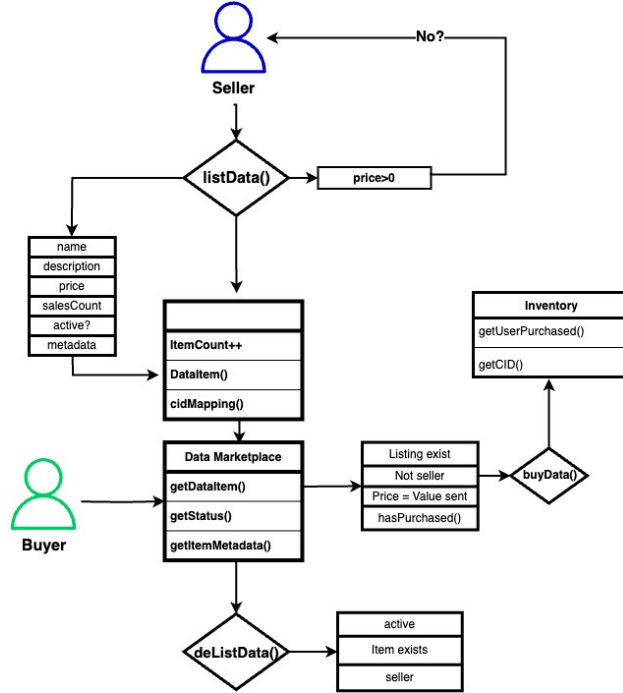 No?
Seller
listData()
price>0
name
description
price
salesCount
active?
metadata
ItemCount++
DataItem()
cidMapping()
Inventory
getUserPurchased()
getCID()
Data Marketplace
getDataItem()
getStatus()
getItemMetadata()
Listing exist
Not seller
Price = Value sent
hasPurchased()
buyData()
Buyer
deListData()
active
Item exists
seller